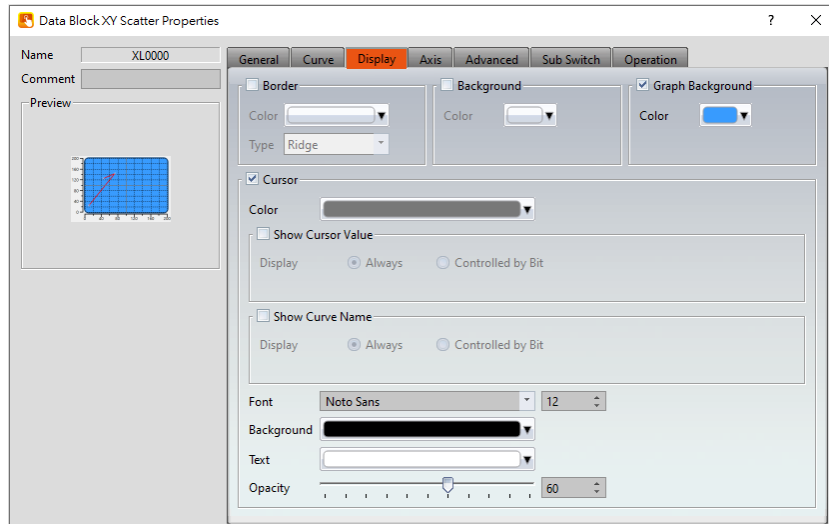 Data Block XY Scatter Properties
?
Name XL0000
Comment
Preview
General Curve Display Axis Advanced Sub Switch Operation
Border
Color
Type Ridge
Background
Color
Graph Background
Color
Cursor
Color
Show Cursor Value
Display Always Controlled by Bit
Show Curve Name
Display Always Controlled by Bit
Font Noto Sans 12
Background
Text
Opacity 60